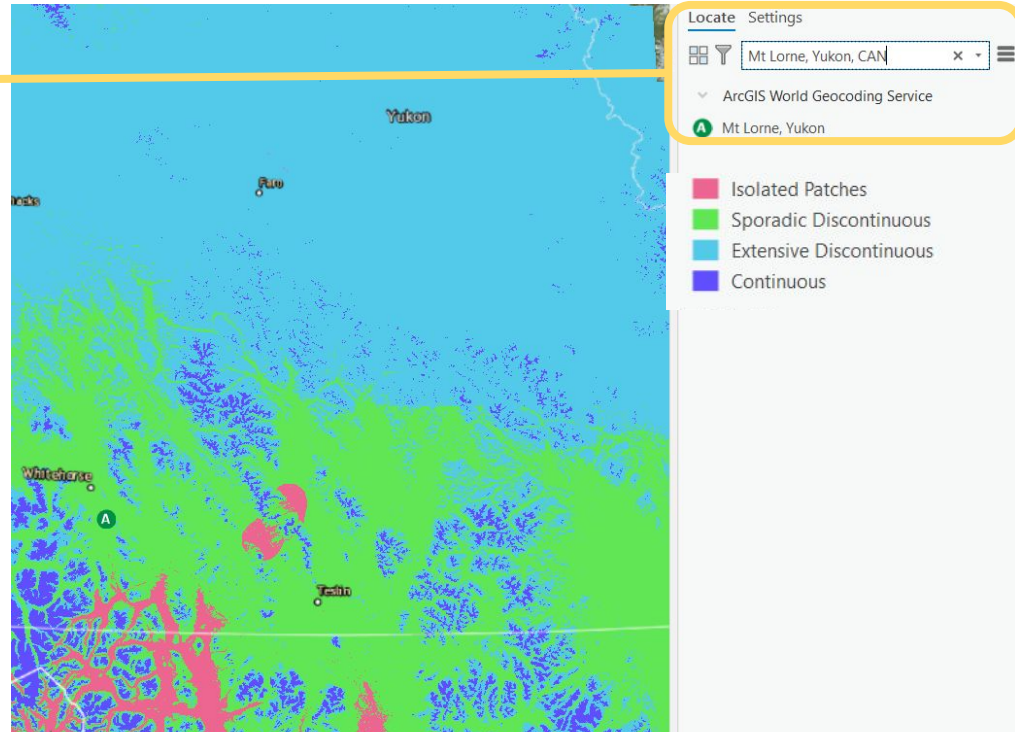 Locate Settings
Mt Lorne, Yukon, CAN
ArcGIS World Geocoding Service
A Mt Lorne, Yukon
Isolated Patches
Sporadic Discontinuous
Extensive Discontinuous
Continuous
Yukon
Faro
Whitehorse
A
Teslin